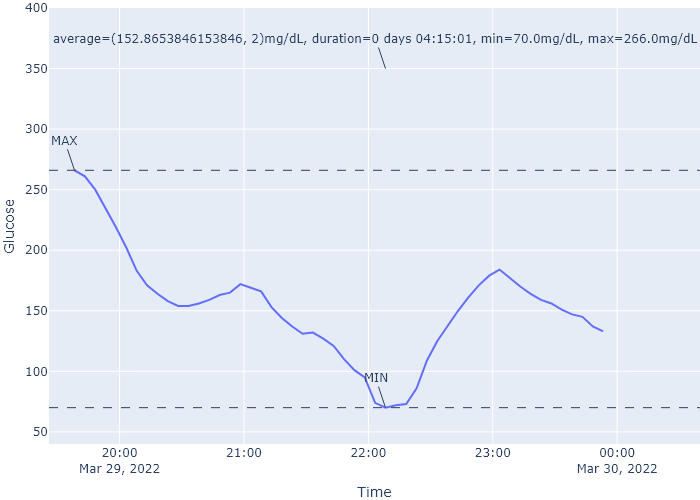 400
average=(152.8653846153846, 2)mg/dL, duration=0 days 04:15:01, min=70.0mg/dL, max=266.0mg/dL
350
300
MAX
250
200
150
100
MIN
50
Glucose
20:00 21:00 22:00 23:00 00:00
Mar 29, 2022 Mar 30, 2022
Time